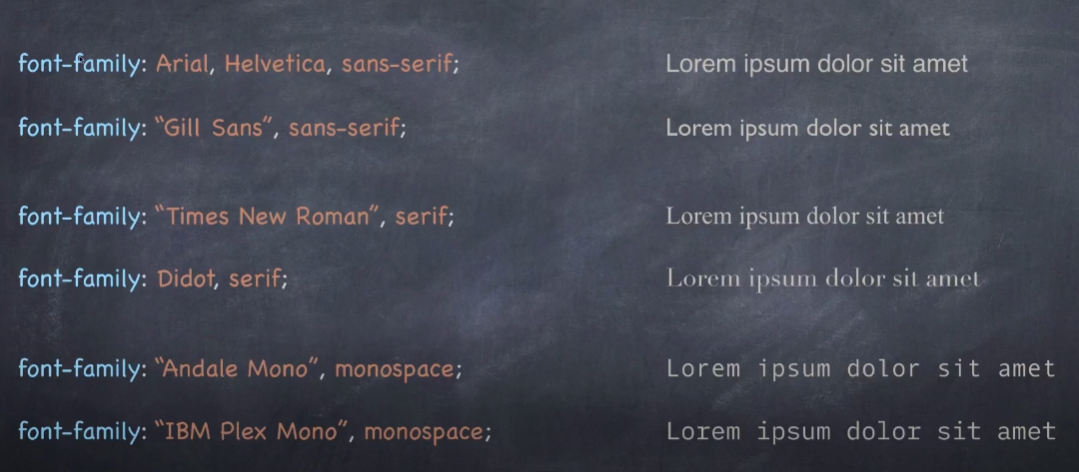 font-family: Arial, Helvetica, sans-serif; Lorem ipsum dolor sit amet
font-family: “Gill Sans”, sans-serif; Lorem ipsum dolor sit amet
font-family: “Times New Roman”, serif; Lorem ipsum dolor sit amet
font-family: Didot, serif; Lorem ipsum dolor sit amet
font-family: “Andale Mono”, monospace; Lorem ipsum dolor sit amet
font-family: “IBM Plex Mono”, monospace; Lorem ipsum dolor sit amet